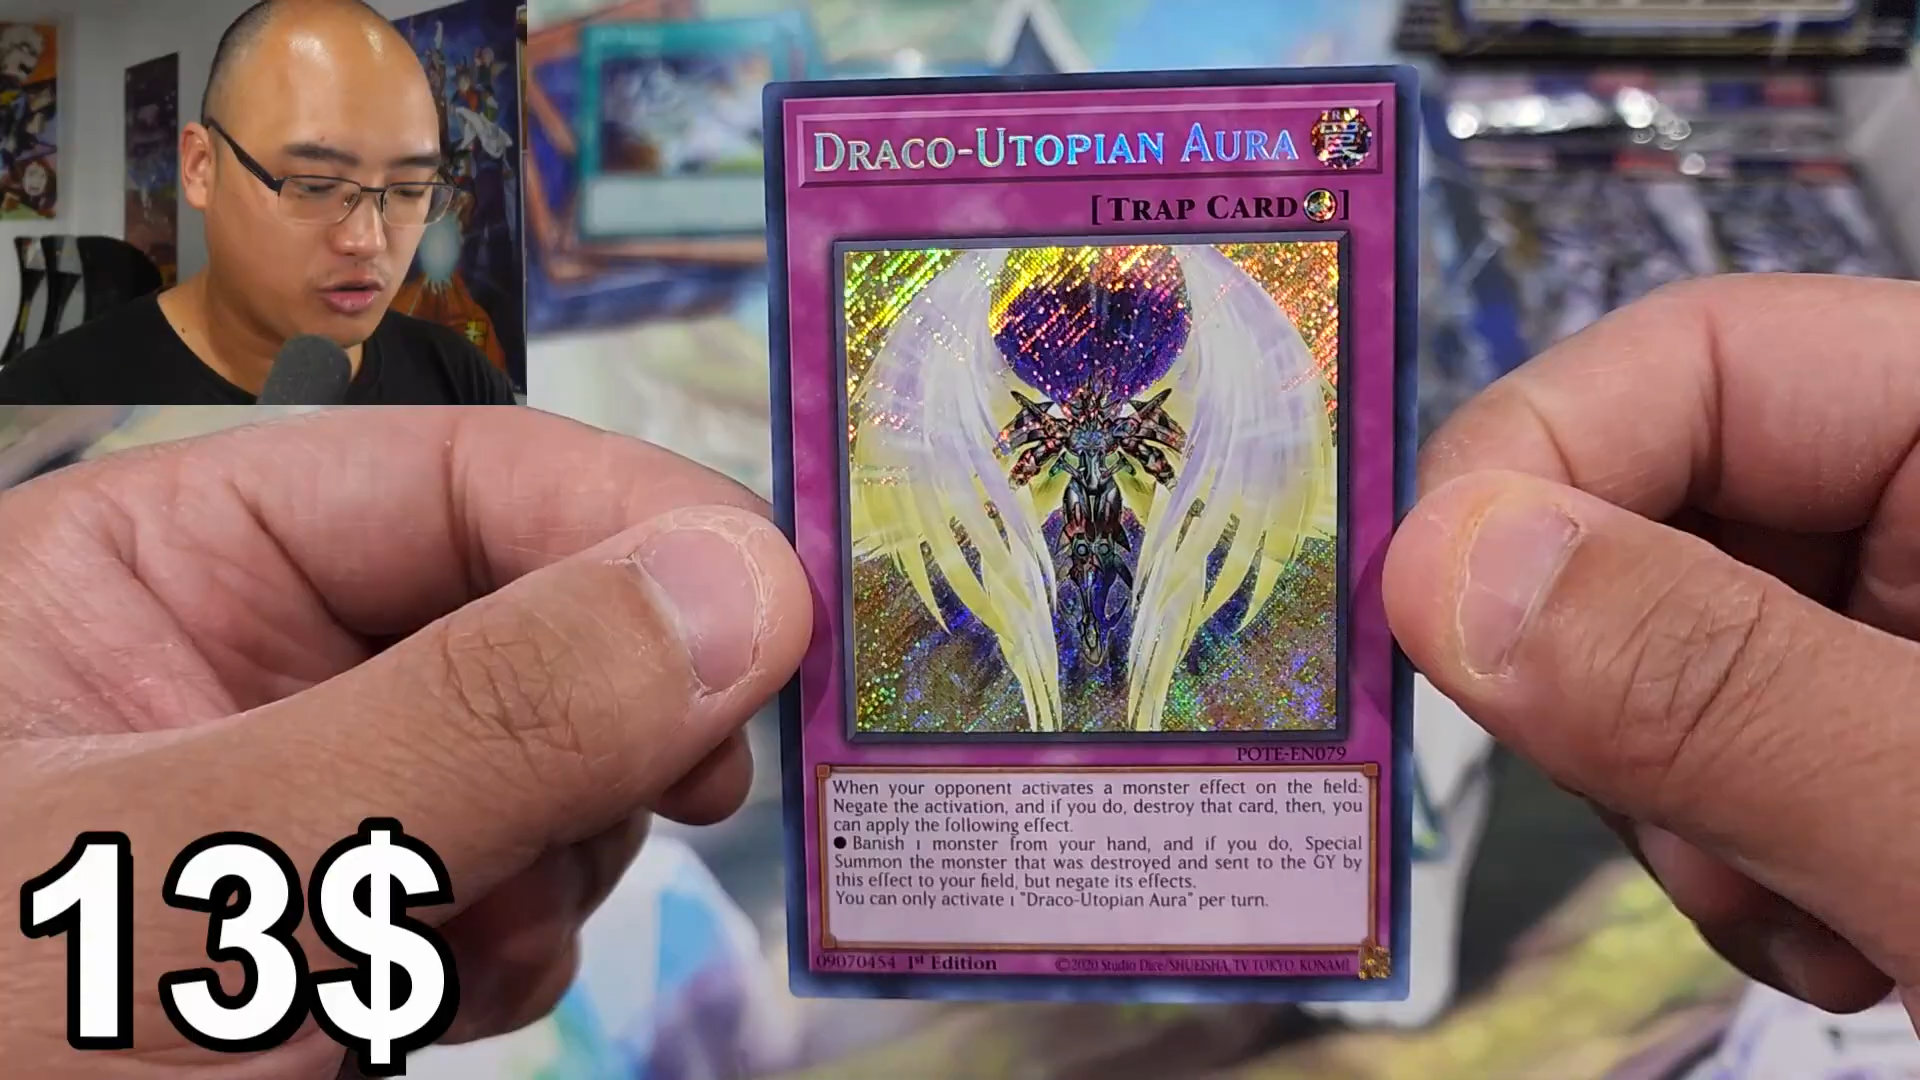 DRACO-UTOPIAN AURA
[TRAP CARD]
POTE-EN079
When your opponent activates a monster effect on the field:
Negate the activation, and if you do, destroy that card, then, you
can apply the following effect.
● Banish 1 monster from your hand, and if you do, Special
Summon the monster that was destroyed and sent to the GY by
this effect to your field, but negate its effects.
You can only activate 1 "Draco-Utopian Aura" per turn.
09070454 1st Edition
©2020 Studio Dice/SHUEISHA, TV TOKYO, KONAMI
13$